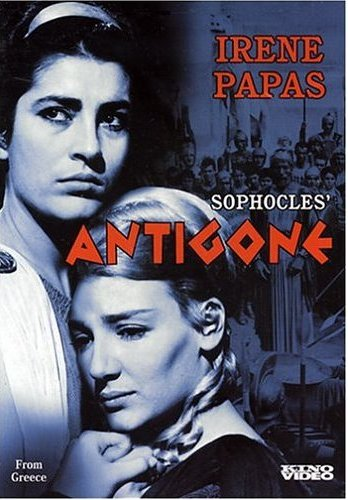 IRENE
PAPAS
SOPHOCLES'
ANTIGONE
From
Greece
KINO
VIDEO